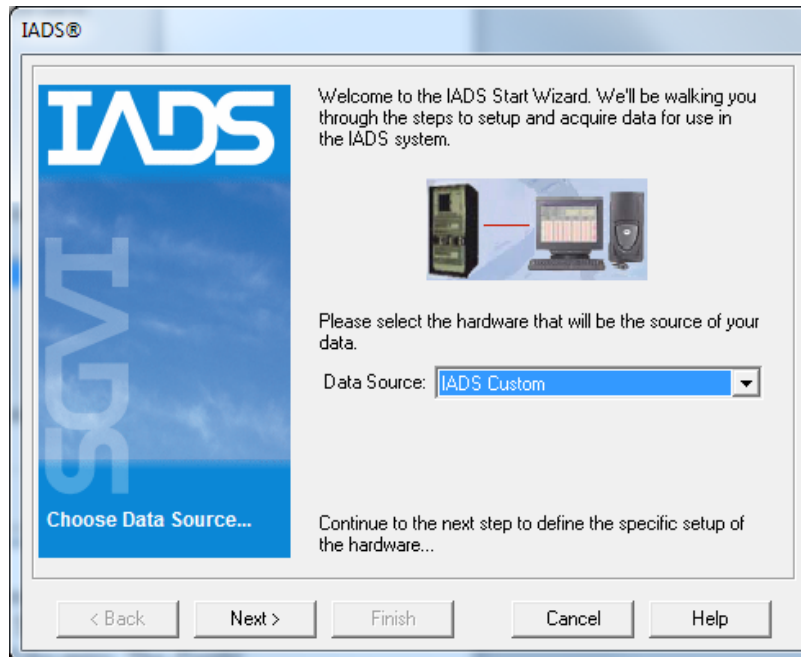 IADS®
IADS
Welcome to the IADS Start Wizard. We'll be walking you
through the steps to setup and acquire data for use in
the IADS system.
IADS
Please select the hardware that will be the source of your
data.
Data Source: IADS Custom
Choose Data Source...
Continue to the next step to define the specific setup of
the hardware...
< Back Next > Finish Cancel Help